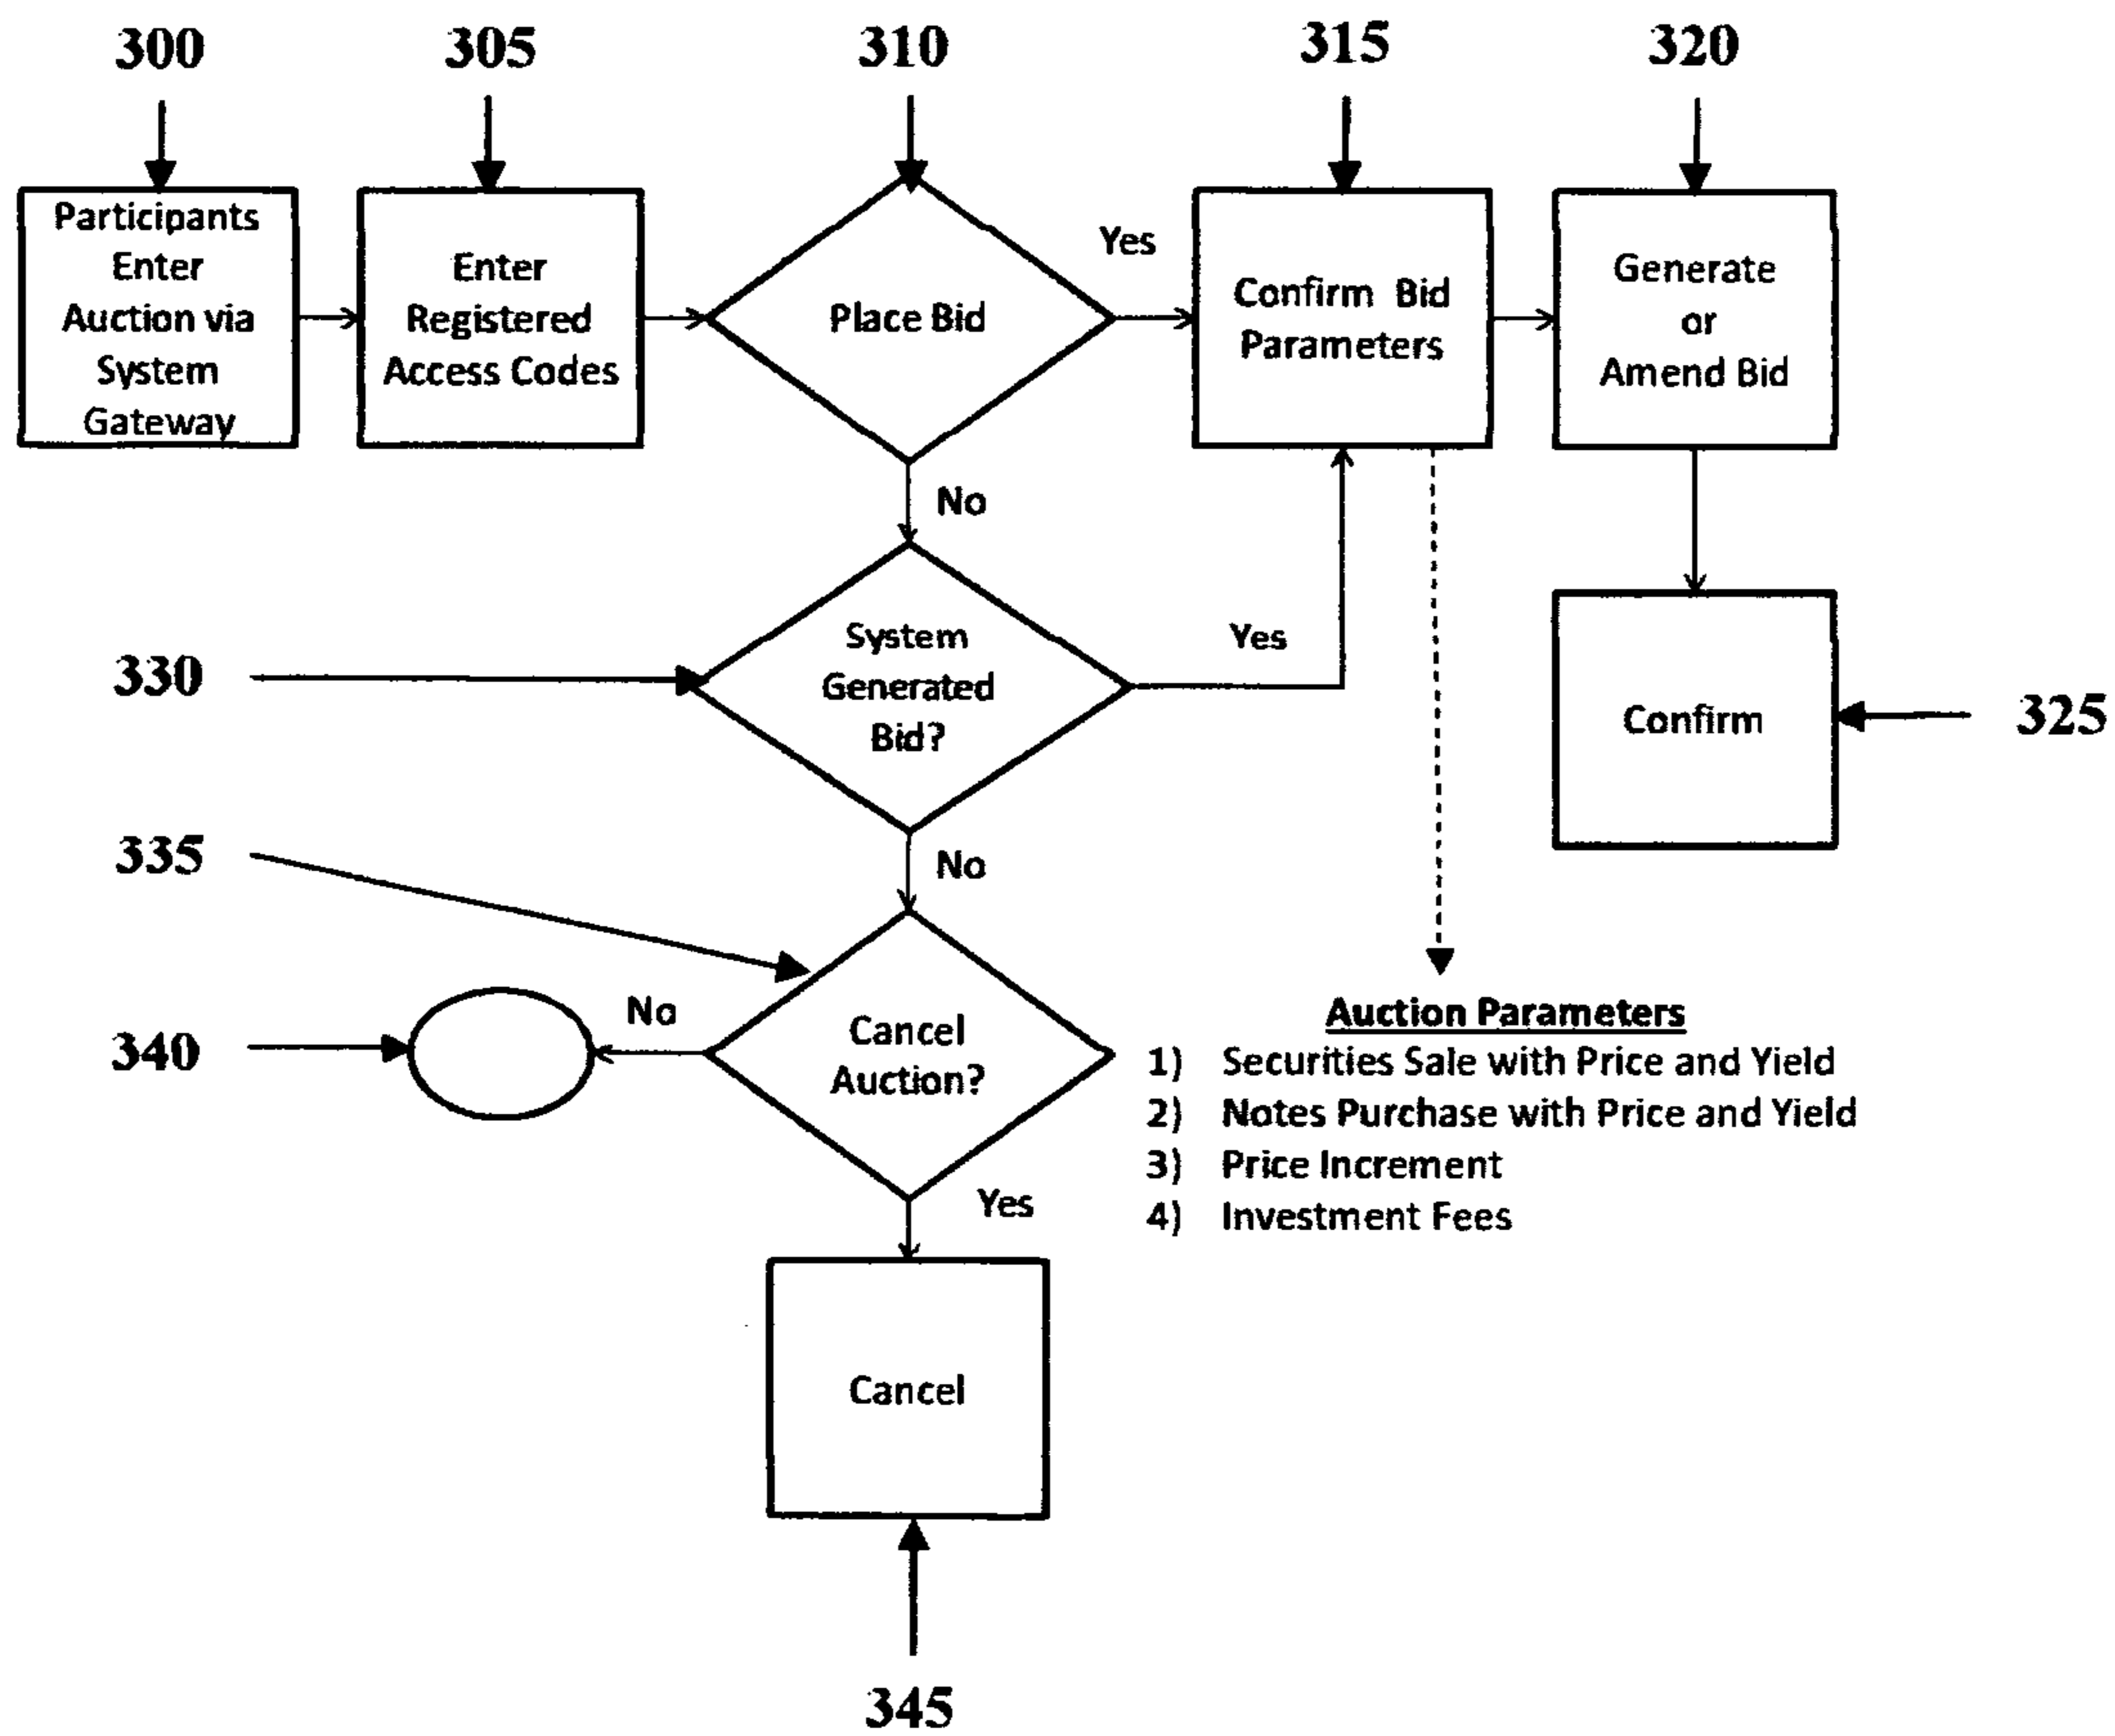 300
305
310
315
320
Participants
Enter
Auction via
System
Gateway
Enter
Registered
Access Codes
Place Bid
Yes
Confirm Bid
Parameters
Generate
or
Amend Bid
No
330
System
Generated
Bid?
Yes
Confirm
325
335
No
340
No
Cancel
Auction?
Auction Parameters
1) Securities Sale with Price and Yield
2) Notes Purchase with Price and Yield
3) Price Increment
4) Investment Fees
Yes
Cancel
345